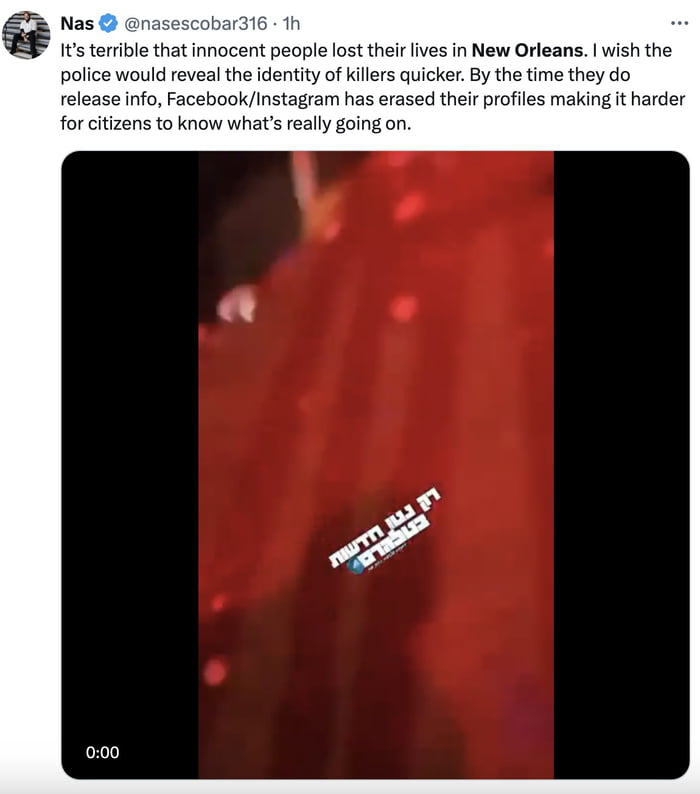 Nas @nasescobar316 · 1h
It’s terrible that innocent people lost their lives in New Orleans. I wish the
police would reveal the identity of killers quicker. By the time they do
release info, Facebook/Instagram has erased their profiles making it harder
for citizens to know what’s really going on.
חדשות
בטלגרם
0:00